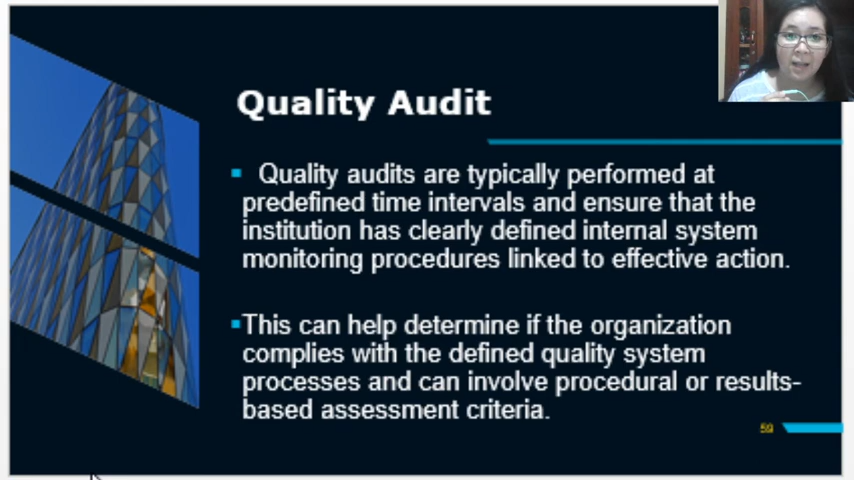 Quality Audit
▪ Quality audits are typically performed at
predefined time intervals and ensure that the
institution has clearly defined internal system
monitoring procedures linked to effective action.
▪This can help determine if the organization
complies with the defined quality system
processes and can involve procedural or results-
based assessment criteria.
59